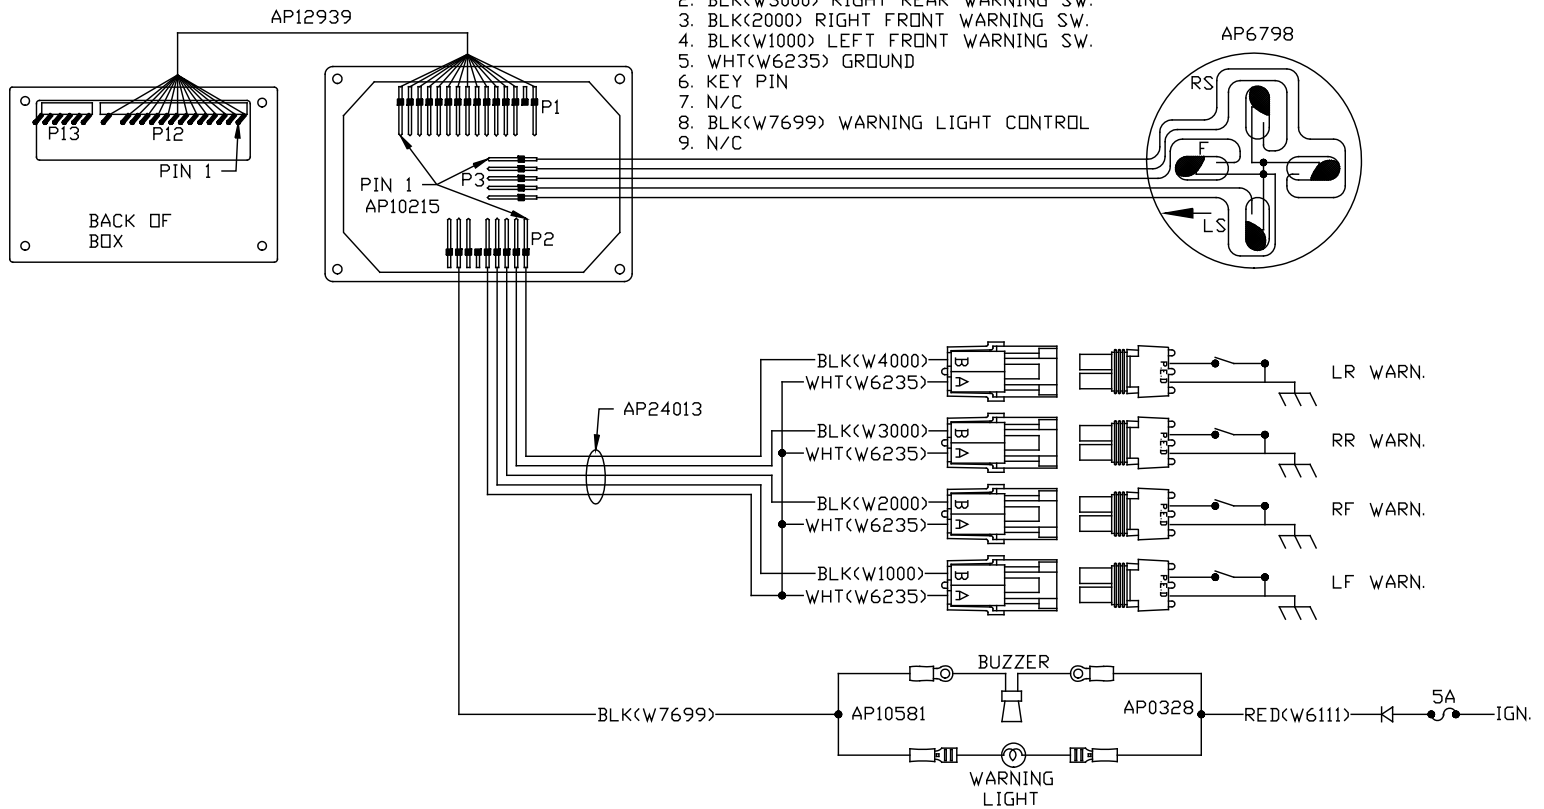 AP12939
2. BLK(W3000) RIGHT REAR WARNING SW.
3. BLK(2000) RIGHT FRONT WARNING SW.
4. BLK(W1000) LEFT FRONT WARNING SW.
5. WHT(W6235) GROUND
6. KEY PIN
7. N/C
8. BLK(W7699) WARNING LIGHT CONTROL
9. N/C
AP6798
RS
F
LS
P13
P12
PIN 1
BACK OF
BOX
P1
P3
PIN 1
AP10215
P2
AP24013
BLK(W4000)
WHT(W6235)
B
A
PED
LR WARN.
BLK(W3000)
WHT(W6235)
B
A
PED
RR WARN.
BLK(W2000)
WHT(W6235)
B
A
PED
RF WARN.
BLK(W1000)
WHT(W6235)
B
A
PED
LF WARN.
BUZZER
BLK(W7699)
AP10581
AP0328
RED(W6111)
5A
IGN.
WARNING
LIGHT